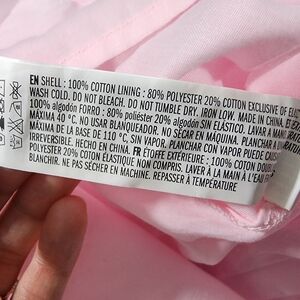 EN SHELL : 100% COTTON LINING : 80% POLYESTER 20% COTTON EXCLUSIVE OF
WASH COLD. DO NOT BLEACH. DO NOT TUMBLE DRY. IRON LOW. MADE IN CHINA.
100% algodón FORRO : 80% poliéster 20% algodón SIN ELÁSTICO. LAVAR A MANO
MÁXIMA 40 °C. NO USAR BLANQUEADOR. NO SECAR EN MÁQUINA. PLANCHAR
MÁXIMA DE LA BASE DE 110 °C, SIN VAPOR. PLANCHAR CON VAPOR PUEDE CAUSAR
IRREVERSIBLE. HECHO EN CHINA. FR ÉTOFFE EXTÉRIEURE : 100% COTON
POLYESTER 20% COTON ÉLASTIQUE NON COMPRIS. LAVER À LA MAIN À L'EAU
BLANCHIR. NE PAS SÉCHER EN MACHINE. REPASSER À TEMPÉRATURE